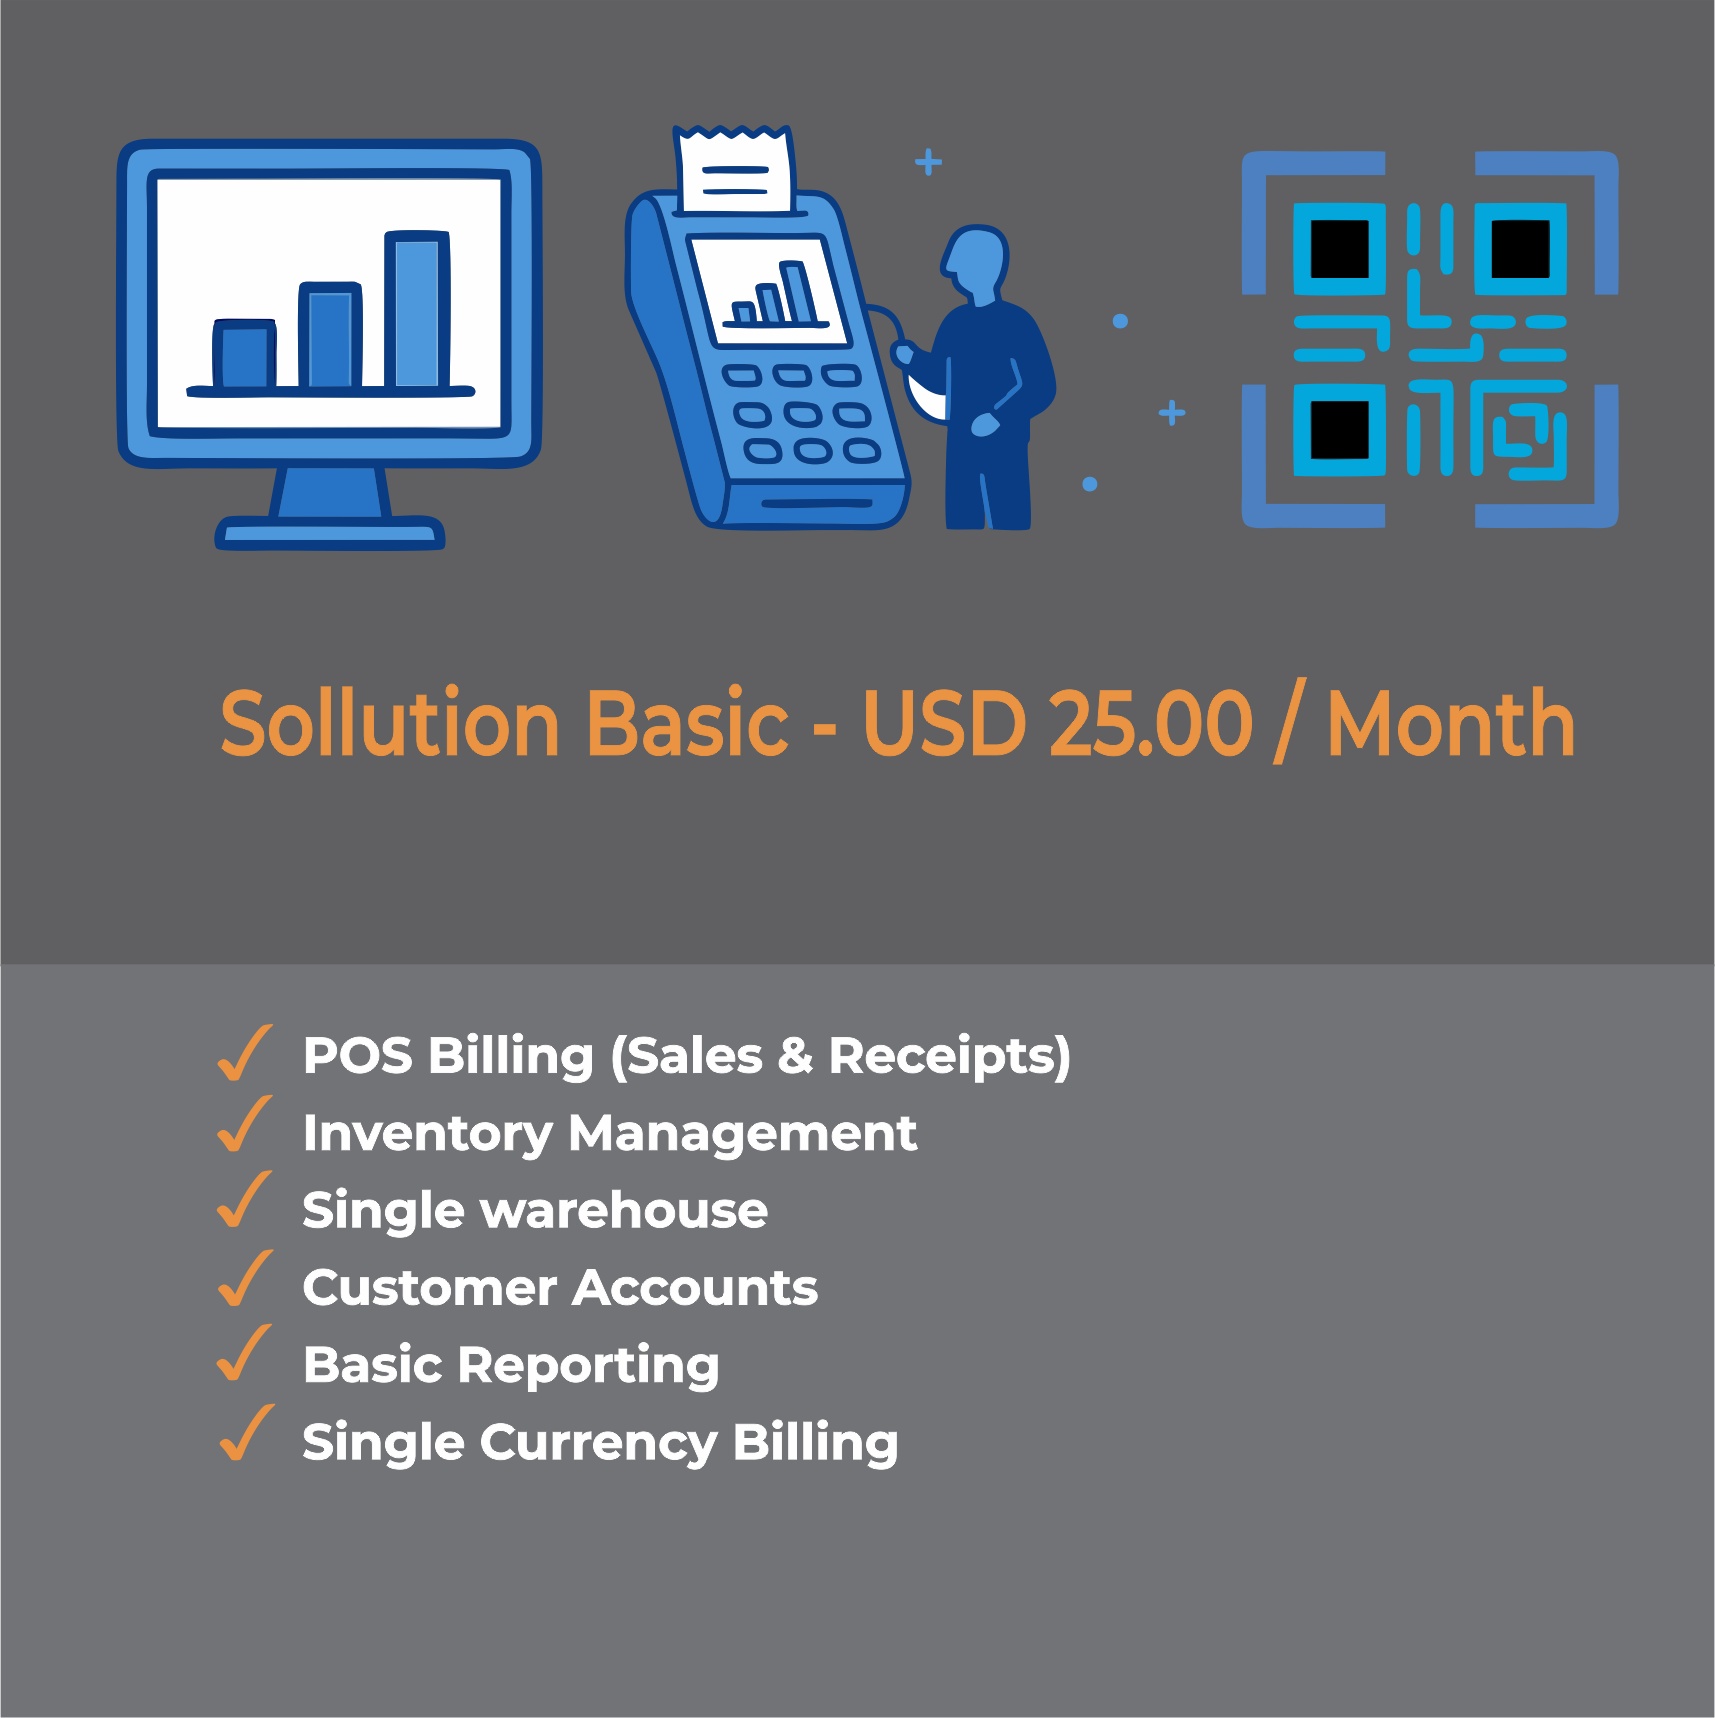 Sollution Basic - USD 25.00 / Month
POS Billing (Sales & Receipts)
Inventory Management
Single warehouse
Customer Accounts
Basic Reporting
Single Currency Billing